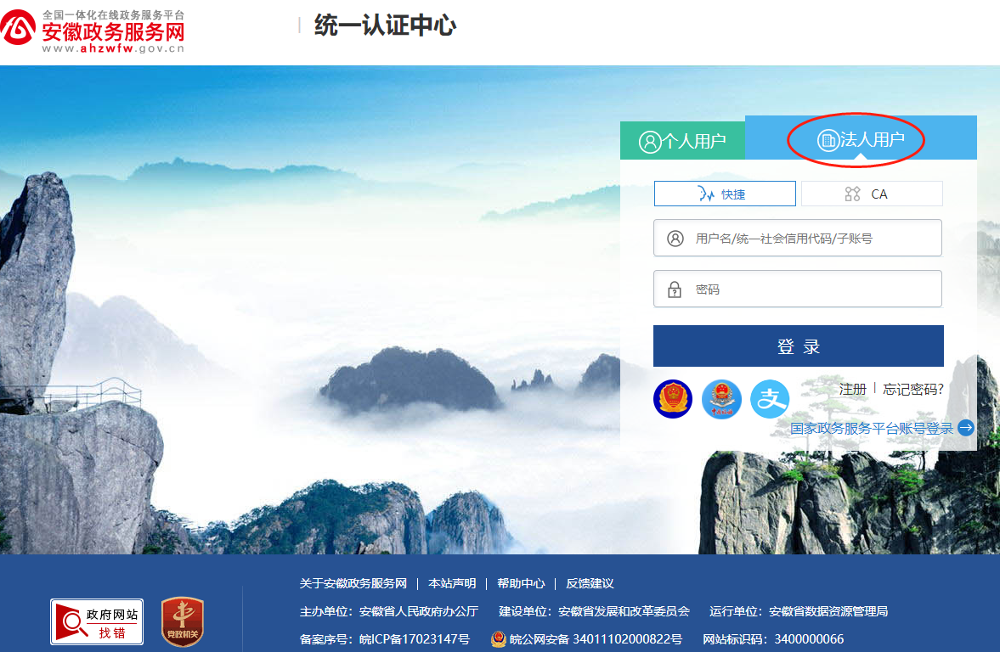 全国一体化在线政务服务平台
安徽政务服务网
www.ahzwfw.gov.cn
统一认证中心
个人用户
法人用户
快捷
CA
用户名/统一社会信用代码/子账号
密码
登 录
支
注册
忘记密码?
国家政务服务平台账号登录
关于安徽政务服务网 | 本站声明 | 帮助中心 | 反馈建议
主办单位：安徽省人民政府办公厅 建设单位：安徽省发展和改革委员会 运行单位：安徽省数据资源管理局
备案序号：皖ICP备17023147号 皖公网安备 34011102000822号 网站标识码：3400000066
政府网站
找错
党政机关